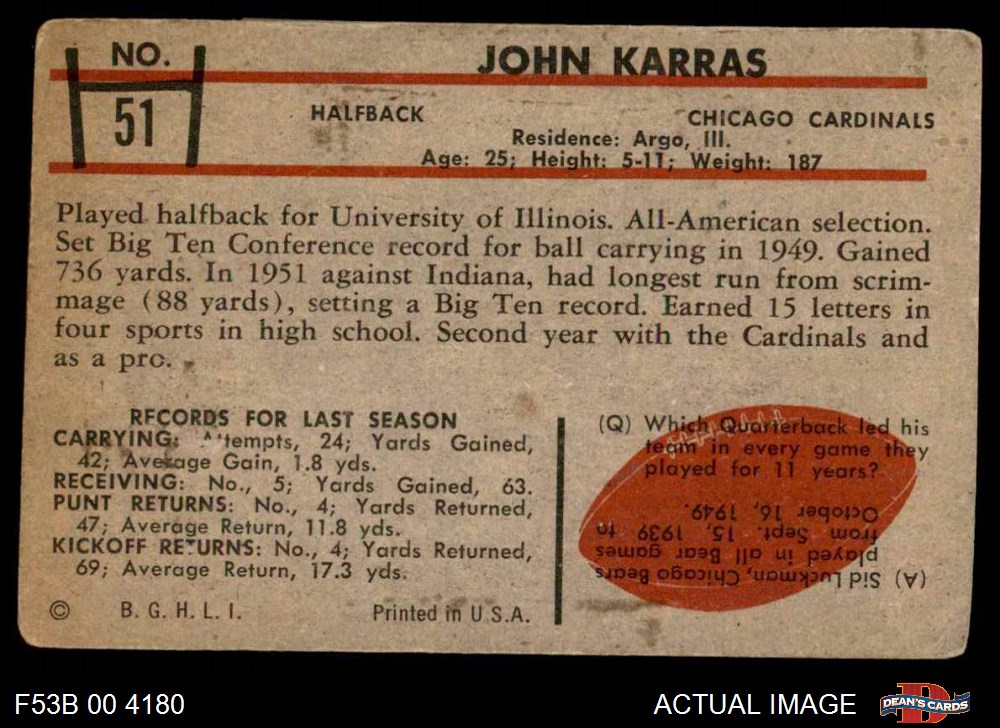 NO.
51
JOHN KARRAS
HALFBACK
CHICAGO CARDINALS
Residence: Argo, Ill.
Age: 25; Height: 5-11; Weight: 187
Played halfback for University of Illinois. All-American selection.
Set Big Ten Conference record for ball carrying in 1949. Gained
736 yards. In 1951 against Indiana, had longest run from scrim-
mage (88 yards), setting a Big Ten record. Earned 15 letters in
four sports in high school. Second year with the Cardinals and
as a pro.
RECORDS FOR LAST SEASON
CARRYING: Attempts, 24; Yards Gained,
42; Average Gain, 1.8 yds.
RECEIVING: No., 5; Yards Gained, 63.
PUNT RETURNS: No., 4; Yards Returned,
47; Average Return, 11.8 yds.
KICKOFF RETURNS: No., 4; Yards Returned,
69; Average Return, 17.3 yds.
© B. G. H. L. I. Printed in U.S.A.
(Q) Which Quarterback led his
team in every game they
played for 11 years?
(A) Sid Luckman, Chicago Bears
played in all Bear games
from Sept. 15, 1939 to
October 16, 1949.
F53B 00 4180
ACTUAL IMAGE
DEAN'S CARDS